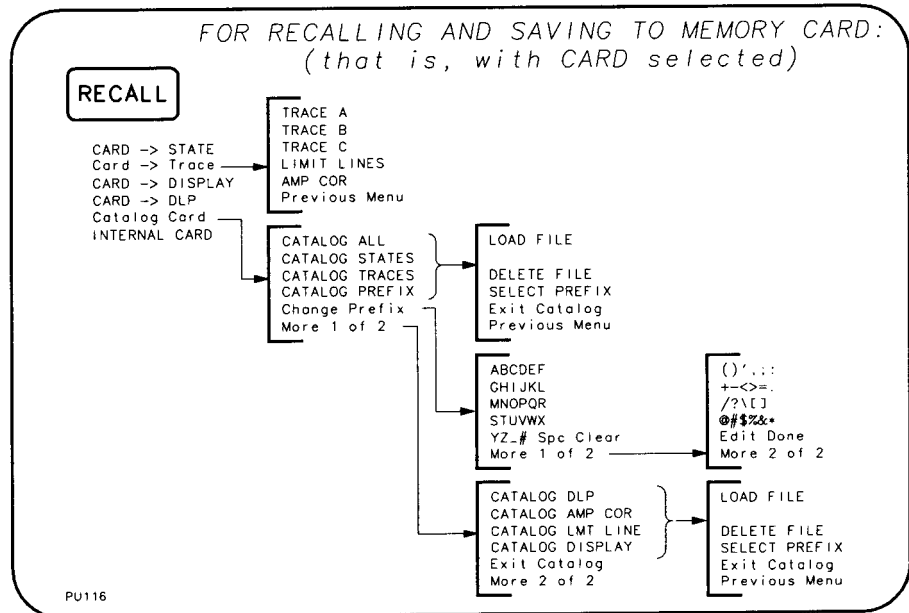 FOR RECALLING AND SAVING TO MEMORY CARD:
(that is, with CARD selected)
RECALL
CARD -> STATE
Card -> Trace
CARD -> DISPLAY
CARD -> DLP
Catalog Card
INTERNAL CARD
TRACE A
TRACE B
TRACE C
LIMIT LINES
AMP COR
Previous Menu
CATALOG ALL
CATALOG STATES
CATALOG TRACES
CATALOG PREFIX
Change Prefix
More 1 of 2
LOAD FILE
DELETE FILE
SELECT PREFIX
Exit Catalog
Previous Menu
ABCDEF
GHIJKL
MNOPQR
STUVWX
YZ_# Spc Clear
More 1 of 2
()',;:
+-<>=.
/?\[]
@#$%&*
Edit Done
More 2 of 2
CATALOG DLP
CATALOG AMP COR
CATALOG LMT LINE
CATALOG DISPLAY
Exit Catalog
More 2 of 2
LOAD FILE
DELETE FILE
SELECT PREFIX
Exit Catalog
Previous Menu
PU116